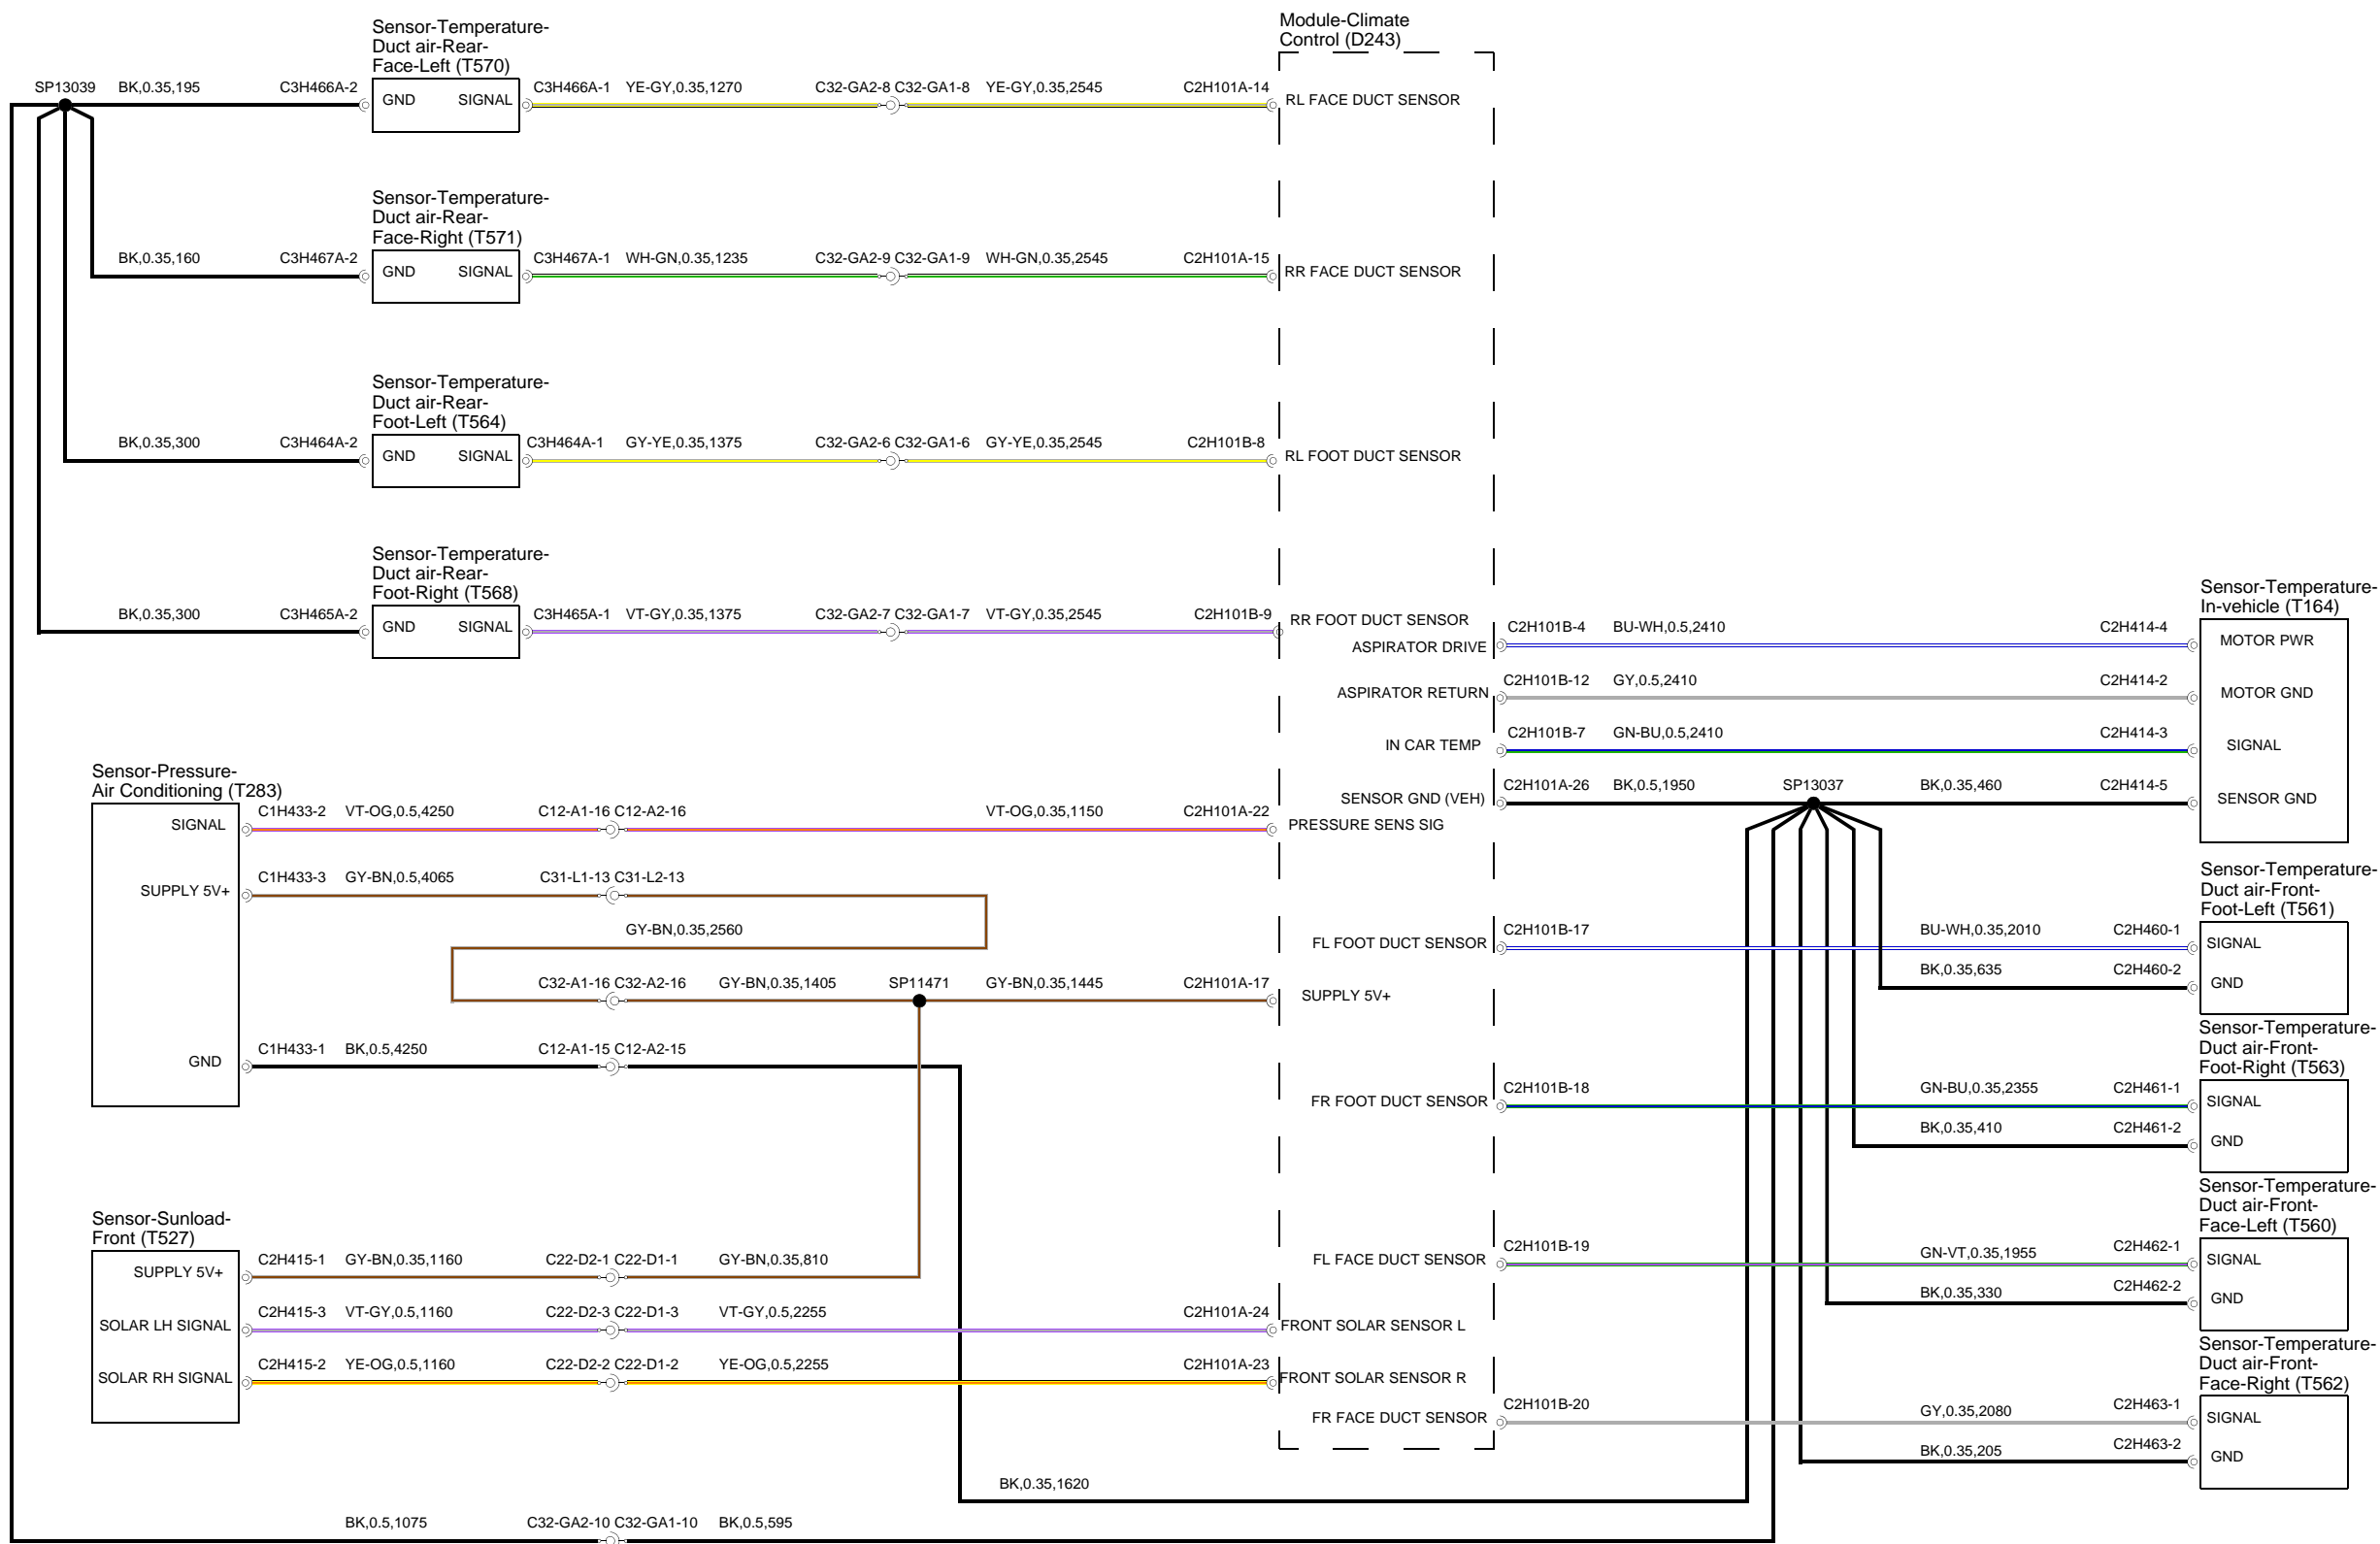 Module-Climate
Control (D243)
Sensor-Temperature-
Duct air-Rear-
Face-Left (T570)
SP13039 BK,0.35,195 C3H466A-2 GND SIGNAL C3H466A-1 YE-GY,0.35,1270 C32-GA2-8 C32-GA1-8 YE-GY,0.35,2545 C2H101A-14 RL FACE DUCT SENSOR
Sensor-Temperature-
Duct air-Rear-
Face-Right (T571)
BK,0.35,160 C3H467A-2 GND SIGNAL C3H467A-1 WH-GN,0.35,1235 C32-GA2-9 C32-GA1-9 WH-GN,0.35,2545 C2H101A-15 RR FACE DUCT SENSOR
Sensor-Temperature-
Duct air-Rear-
Foot-Left (T564)
BK,0.35,300 C3H464A-2 GND SIGNAL C3H464A-1 GY-YE,0.35,1375 C32-GA2-6 C32-GA1-6 GY-YE,0.35,2545 C2H101B-8 RL FOOT DUCT SENSOR
Sensor-Temperature-
Duct air-Rear-
Foot-Right (T568)
BK,0.35,300 C3H465A-2 GND SIGNAL C3H465A-1 VT-GY,0.35,1375 C32-GA2-7 C32-GA1-7 VT-GY,0.35,2545 C2H101B-9 RR FOOT DUCT SENSOR
Sensor-Temperature-
In-vehicle (T164)
ASPIRATOR DRIVE C2H101B-4 BU-WH,0.5,2410 C2H414-4 MOTOR PWR
ASPIRATOR RETURN C2H101B-12 GY,0.5,2410 C2H414-2 MOTOR GND
IN CAR TEMP C2H101B-7 GN-BU,0.5,2410 C2H414-3 SIGNAL
SENSOR GND (VEH) C2H101A-26 BK,0.5,1950 SP13037 BK,0.35,460 C2H414-5 SENSOR GND
Sensor-Pressure-
Air Conditioning (T283)
SIGNAL C1H433-2 VT-OG,0.5,4250 C12-A1-16 C12-A2-16 VT-OG,0.35,1150 C2H101A-22 PRESSURE SENS SIG
SUPPLY 5V+ C1H433-3 GY-BN,0.5,4065 C31-L1-13 C31-L2-13
GY-BN,0.35,2560
C32-A1-16 C32-A2-16 GY-BN,0.35,1405 SP11471 GY-BN,0.35,1445 C2H101A-17 SUPPLY 5V+
GND C1H433-1 BK,0.5,4250 C12-A1-15 C12-A2-15
Sensor-Temperature-
Duct air-Front-
Foot-Left (T561)
FL FOOT DUCT SENSOR C2H101B-17 BU-WH,0.35,2010 C2H460-1 SIGNAL
BK,0.35,635 C2H460-2 GND
Sensor-Temperature-
Duct air-Front-
Foot-Right (T563)
FR FOOT DUCT SENSOR C2H101B-18 GN-BU,0.35,2355 C2H461-1 SIGNAL
BK,0.35,410 C2H461-2 GND
Sensor-Temperature-
Duct air-Front-
Face-Left (T560)
FL FACE DUCT SENSOR C2H101B-19 GN-VT,0.35,1955 C2H462-1 SIGNAL
BK,0.35,330 C2H462-2 GND
Sensor-Sunload-
Front (T527)
SUPPLY 5V+ C2H415-1 GY-BN,0.35,1160 C22-D2-1 C22-D1-1 GY-BN,0.35,810
SOLAR LH SIGNAL C2H415-3 VT-GY,0.5,1160 C22-D2-3 C22-D1-3 VT-GY,0.5,2255 C2H101A-24 FRONT SOLAR SENSOR L
SOLAR RH SIGNAL C2H415-2 YE-OG,0.5,1160 C22-D2-2 C22-D1-2 YE-OG,0.5,2255 C2H101A-23 FRONT SOLAR SENSOR R
Sensor-Temperature-
Duct air-Front-
Face-Right (T562)
FR FACE DUCT SENSOR C2H101B-20 GY,0.35,2080 C2H463-1 SIGNAL
BK,0.35,205 C2H463-2 GND
BK,0.35,1620
BK,0.5,1075 C32-GA2-10 C32-GA1-10 BK,0.5,595